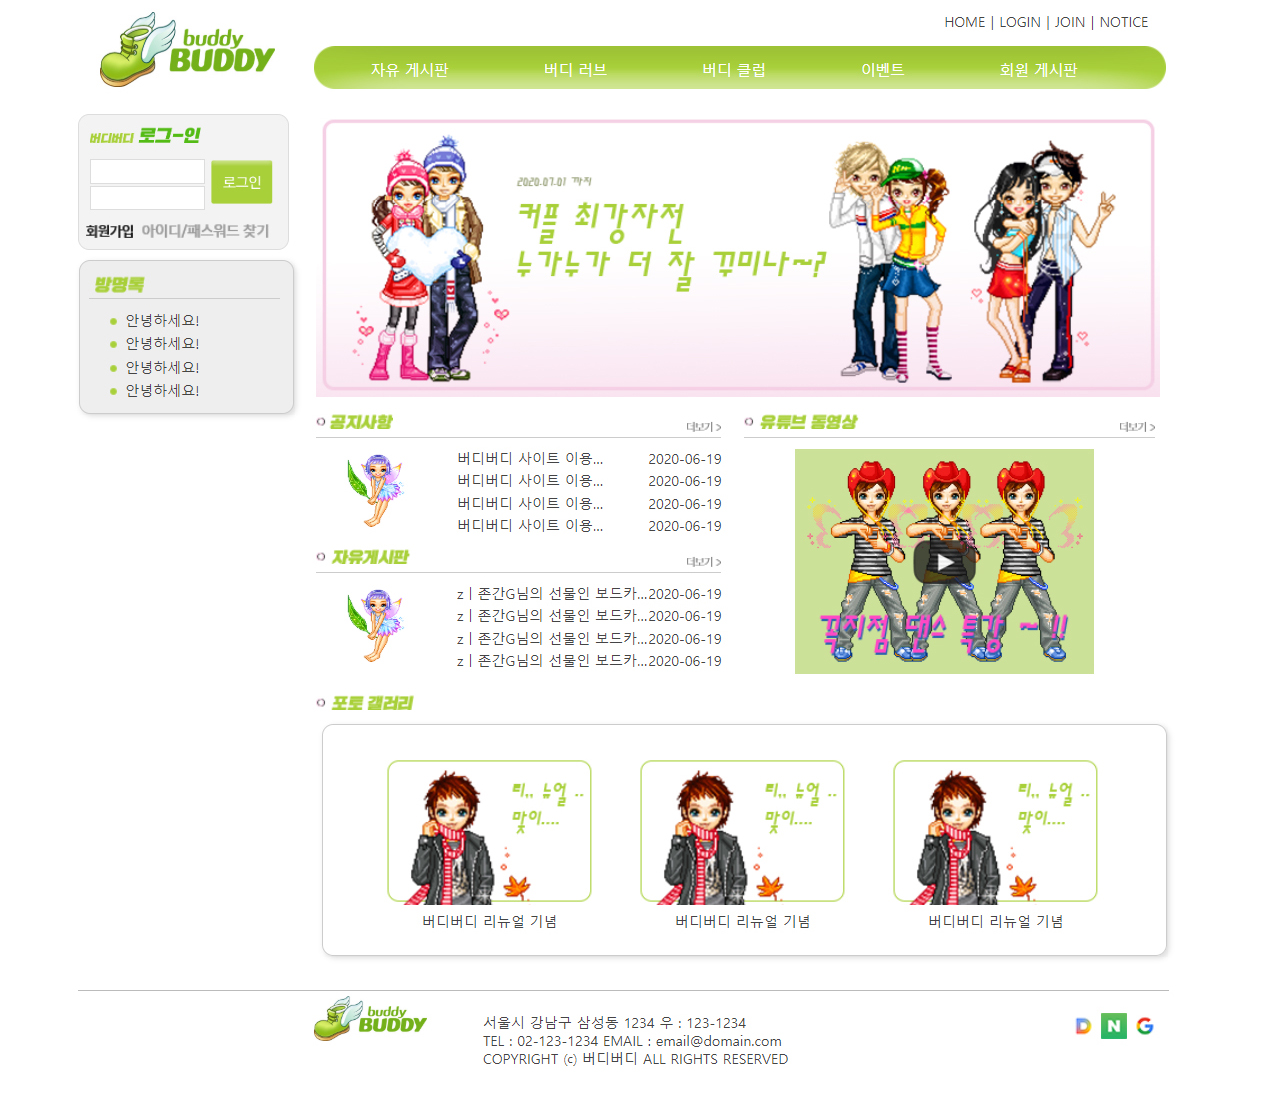 buddy
BUDDY
HOME | LOGIN | JOIN | NOTICE
자유 게시판 버디 러브 버디 클럽 이벤트 회원 게시판
버디버디 로그-인
로그인
회원가입 아이디/패스워드 찾기
방명록
안녕하세요!
안녕하세요!
안녕하세요!
안녕하세요!
2020.07.01 까지
커플 최강자전
누가누가 더 잘 꾸미나~?
공지사항 더보기 >
버디버디 사이트 이용... 2020-06-19
버디버디 사이트 이용... 2020-06-19
버디버디 사이트 이용... 2020-06-19
버디버디 사이트 이용... 2020-06-19
자유게시판 더보기 >
zㅣ존간G님의 선물인 보드카...2020-06-19
zㅣ존간G님의 선물인 보드카...2020-06-19
zㅣ존간G님의 선물인 보드카...2020-06-19
zㅣ존간G님의 선물인 보드카...2020-06-19
유튜브 동영상 더보기 >
꼭지점 댄스 특강 ~!!
포토 갤러리
리,, 뉴얼 ..
맞이....
버디버디 리뉴얼 기념
리,, 뉴얼 ..
맞이....
버디버디 리뉴얼 기념
리,, 뉴얼 ..
맞이....
버디버디 리뉴얼 기념
buddy
BUDDY
서울시 강남구 삼성동 1234 우 : 123-1234
TEL : 02-123-1234 EMAIL : email@domain.com
COPYRIGHT (c) 버디버디 ALL RIGHTS RESERVED
D N G